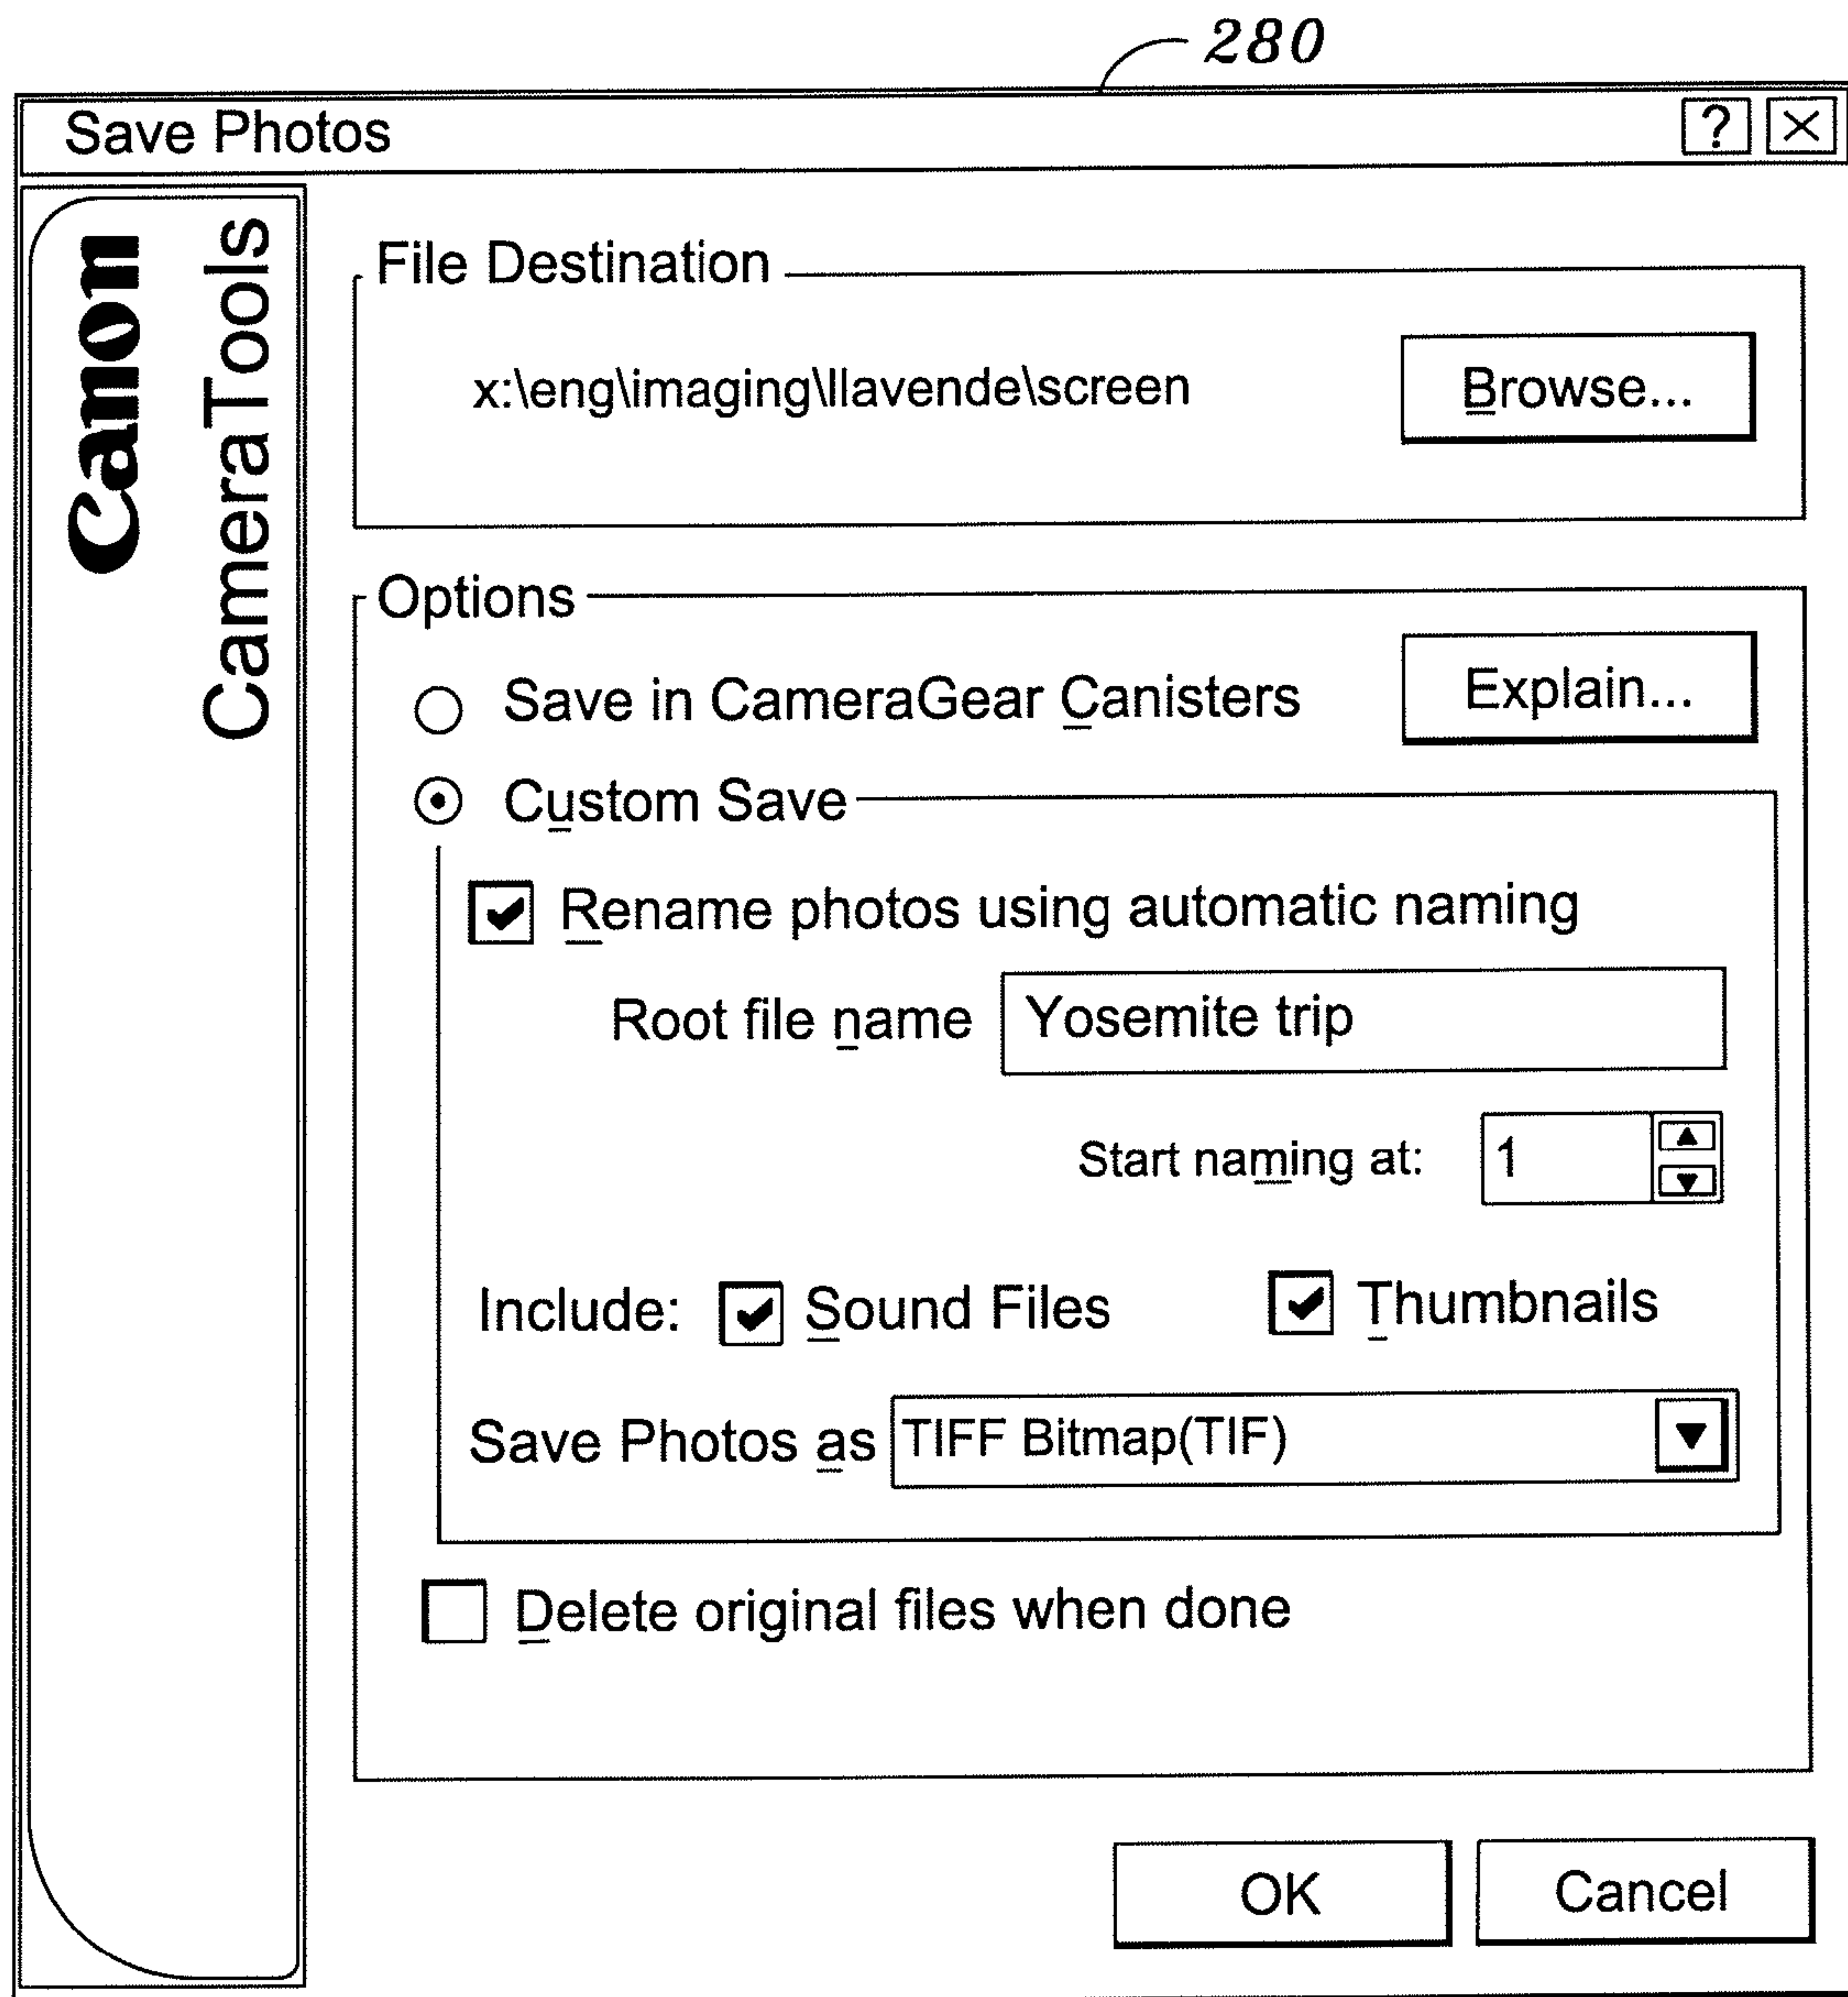 280
Save Photos ? X
Canon
CameraTools
File Destination
x:\eng\imaging\llavende\screen
Browse...
Options
Save in CameraGear Canisters
Explain...
Custom Save
Rename photos using automatic naming
Root file name Yosemite trip
Start naming at: 1
Include: Sound Files Thumbnails
Save Photos as TIFF Bitmap(TIF)
Delete original files when done
OK Cancel